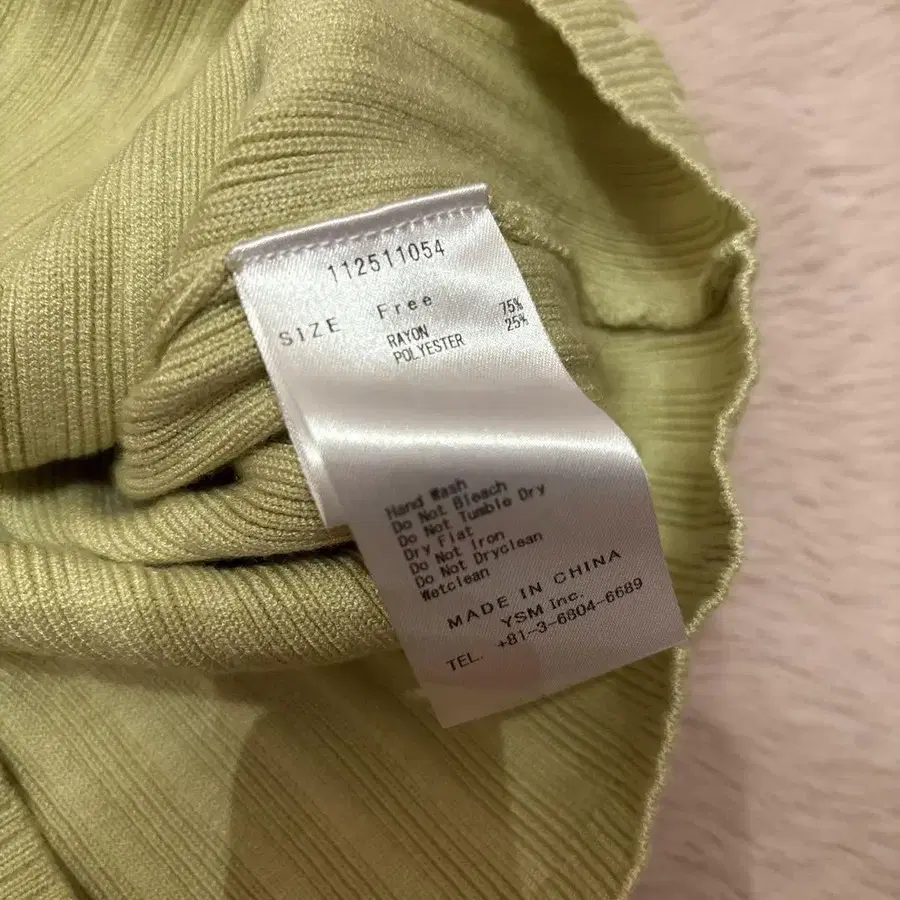 112511054
SIZE Free
RAYON 75%
POLYESTER 25%
Hand Wash
Do Not Bleach
Do Not Tumble Dry
Dry Flat
Do Not Iron
Do Not Dryclean
Wetclean
MADE IN CHINA
YSM Inc.
TEL. +81-3-6804-6689